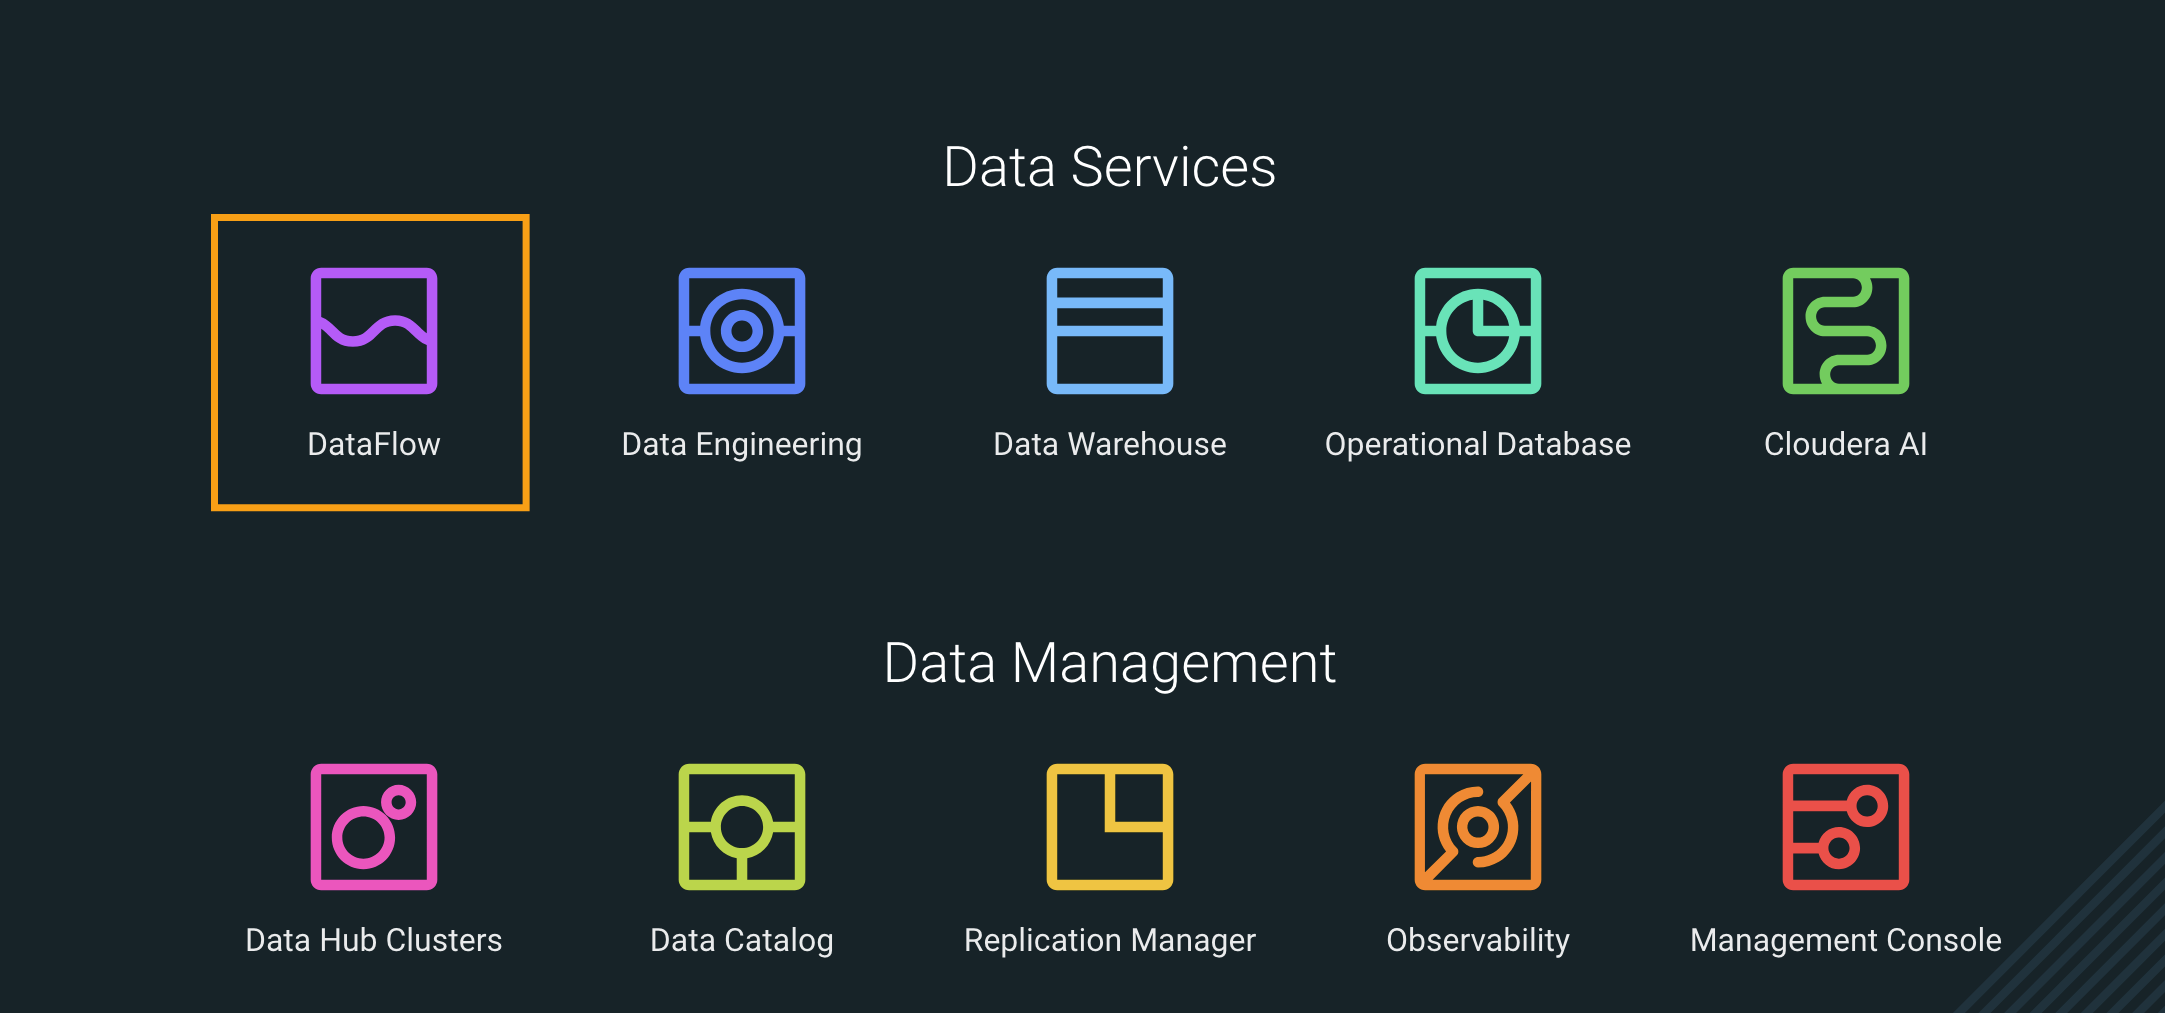 Data Services
DataFlow
Data Engineering
Data Warehouse
Operational Database
Cloudera AI
Data Management
Data Hub Clusters
Data Catalog
Replication Manager
Observability
Management Console